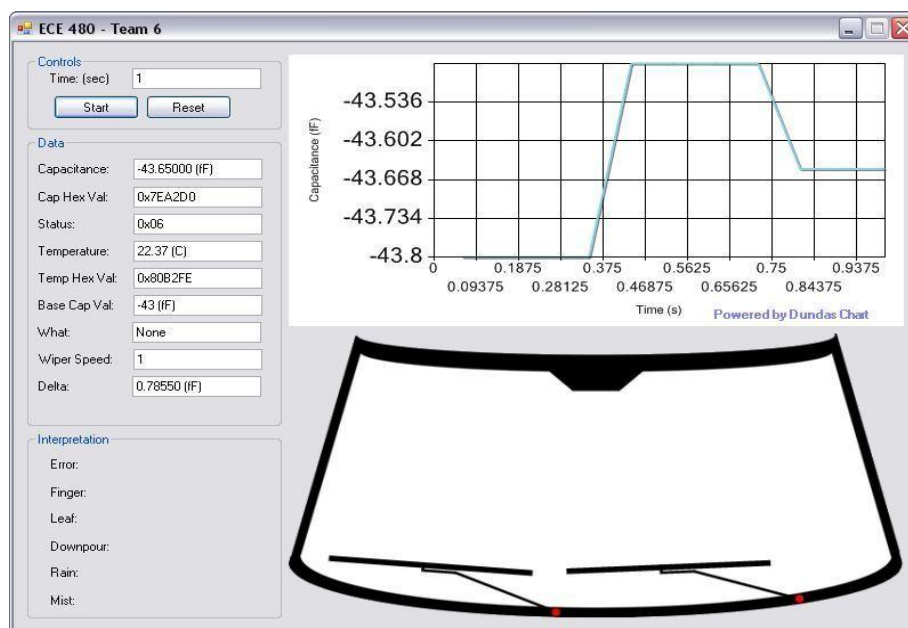 ECE 480 - Team 6
Controls
Time: (sec) 1
Start Reset
Data
Capacitance: -43.65000 (fF)
Cap Hex Val: 0x7EA2D0
Status: 0x06
Temperature: 22.37 (C)
Temp Hex Val: 0x80B2FE
Base Cap Val: -43 (fF)
What: None
Wiper Speed: 1
Delta: 0.78550 (fF)
Interpretation
Error:
Finger:
Leaf:
Downpour:
Rain:
Mist:
Capacitance (fF)
-43.536
-43.602
-43.668
-43.734
-43.8
0 0.1875 0.375 0.5625 0.75 0.9375
0.09375 0.28125 0.46875 0.65625 0.84375
Time (s)
Powered by Dundas Chart